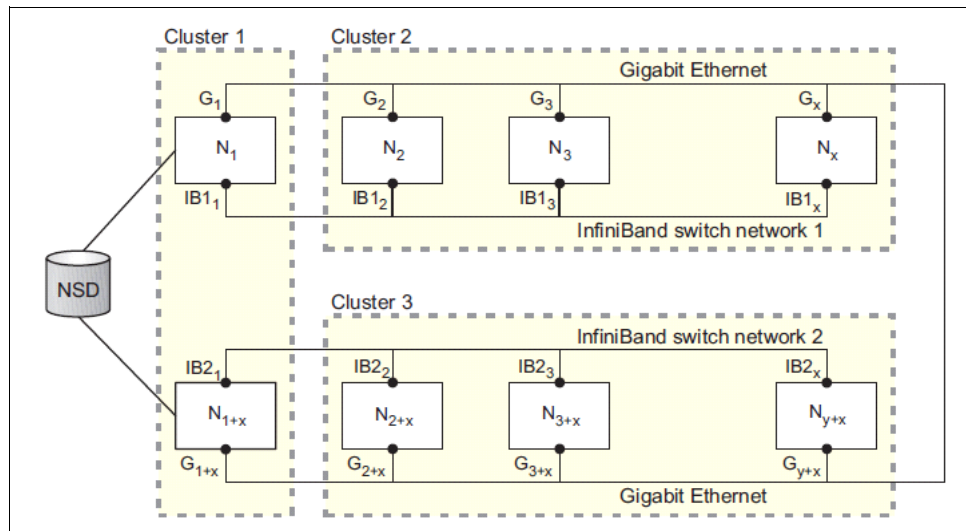 Cluster 1
Cluster 2
Gigabit Ethernet
G₁ G₂ G₃ Gₓ
N₁ N₂ N₃ Nₓ
IB1₁ IB1₂ IB1₃ IB1ₓ
InfiniBand switch network 1
NSD
Cluster 3
InfiniBand switch network 2
IB2₁ IB2₂ IB2₃ IB2ₓ
N₁₊ₓ N₂₊ₓ N₃₊ₓ Ny₊ₓ
G₁₊ₓ G₂₊ₓ G₃₊ₓ Gy₊ₓ
Gigabit Ethernet